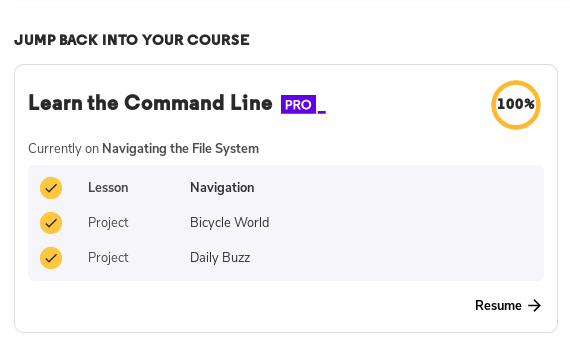 JUMP BACK INTO YOUR COURSE
Learn the Command Line PRO_ 100%
Currently on Navigating the File System
Lesson Navigation
Project Bicycle World
Project Daily Buzz
Resume →